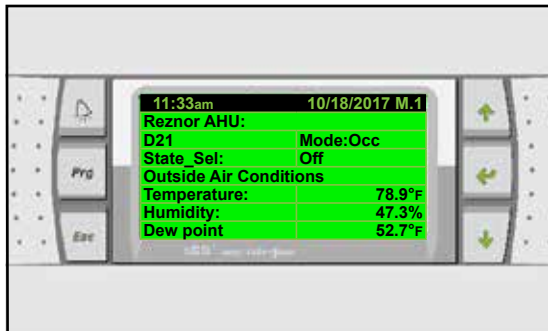 11:33am 10/18/2017 M.1
Reznor AHU:
D21 Mode:Occ
State_Sel: Off
Outside Air Conditions
Temperature: 78.9°F
Humidity: 47.3%
Dew point 52.7°F
Prg
Esc